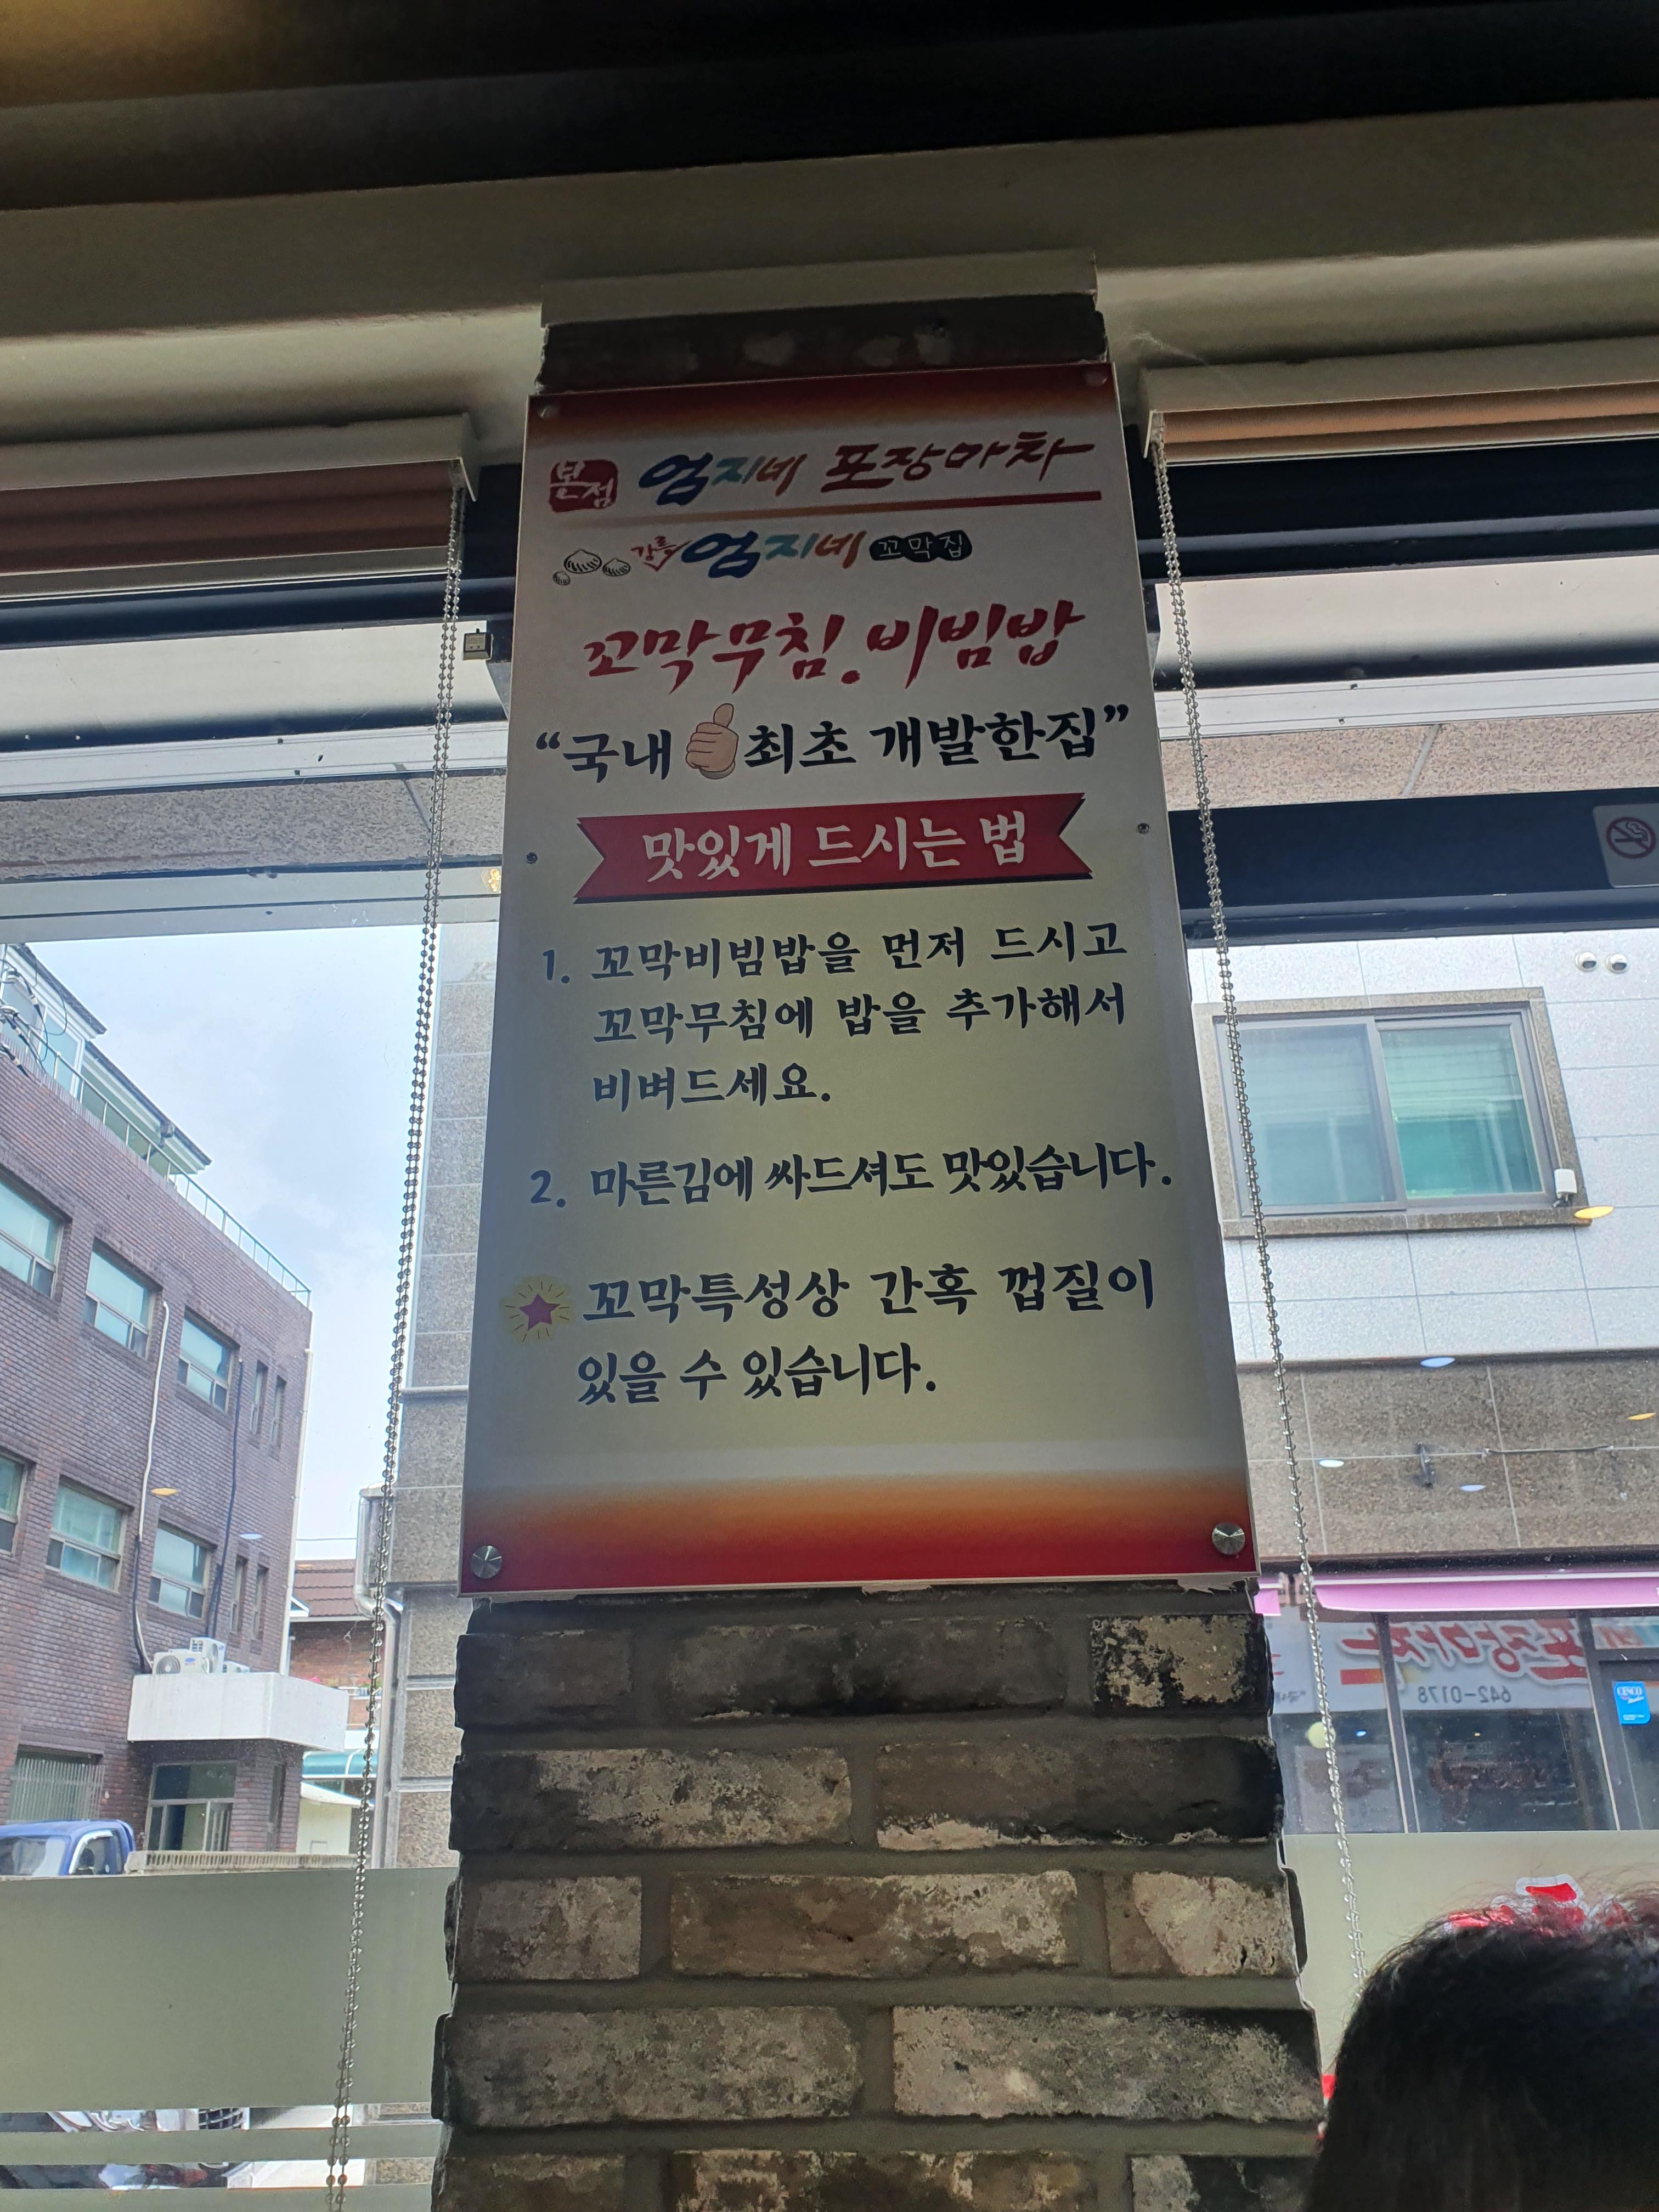 본점 엄지네 포장마차
강릉 엄지네 꼬막집
꼬막무침.비빔밥
“국내 최초 개발한집”
맛있게 드시는 법
1. 꼬막비빔밥을 먼저 드시고
꼬막무침에 밥을 추가해서
비벼드세요.
2. 마른김에 싸드셔도 맛있습니다.
꼬막특성상 간혹 껍질이
있을 수 있습니다.
포장마차
642-0178
CESCO